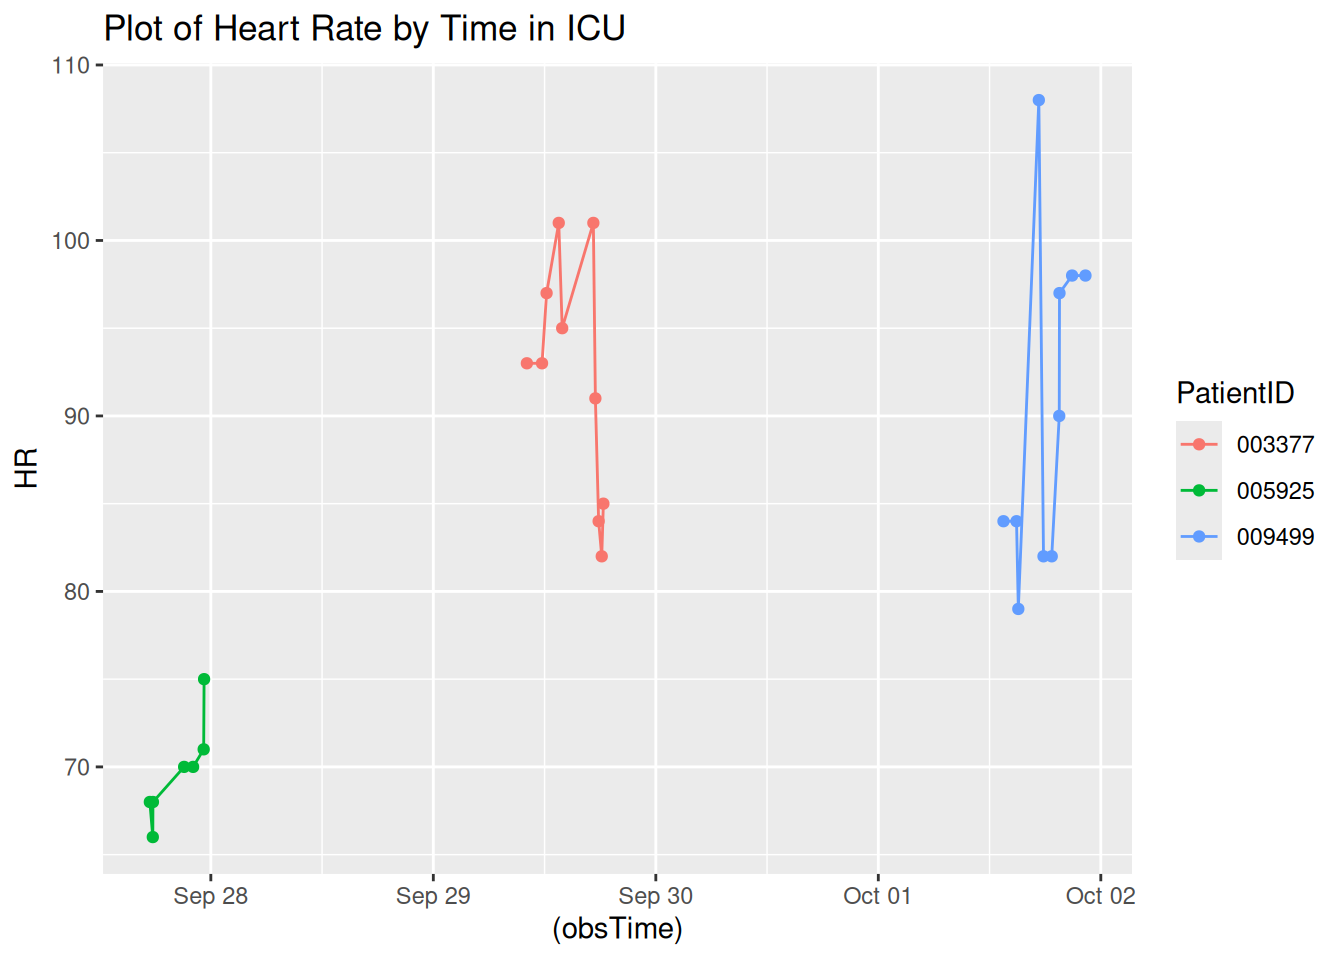 Plot of Heart Rate by Time in ICU
110
100
90
80
70
HR
Sep 28
Sep 29
Sep 30
Oct 01
Oct 02
(obsTime)
PatientID
003377
005925
009499